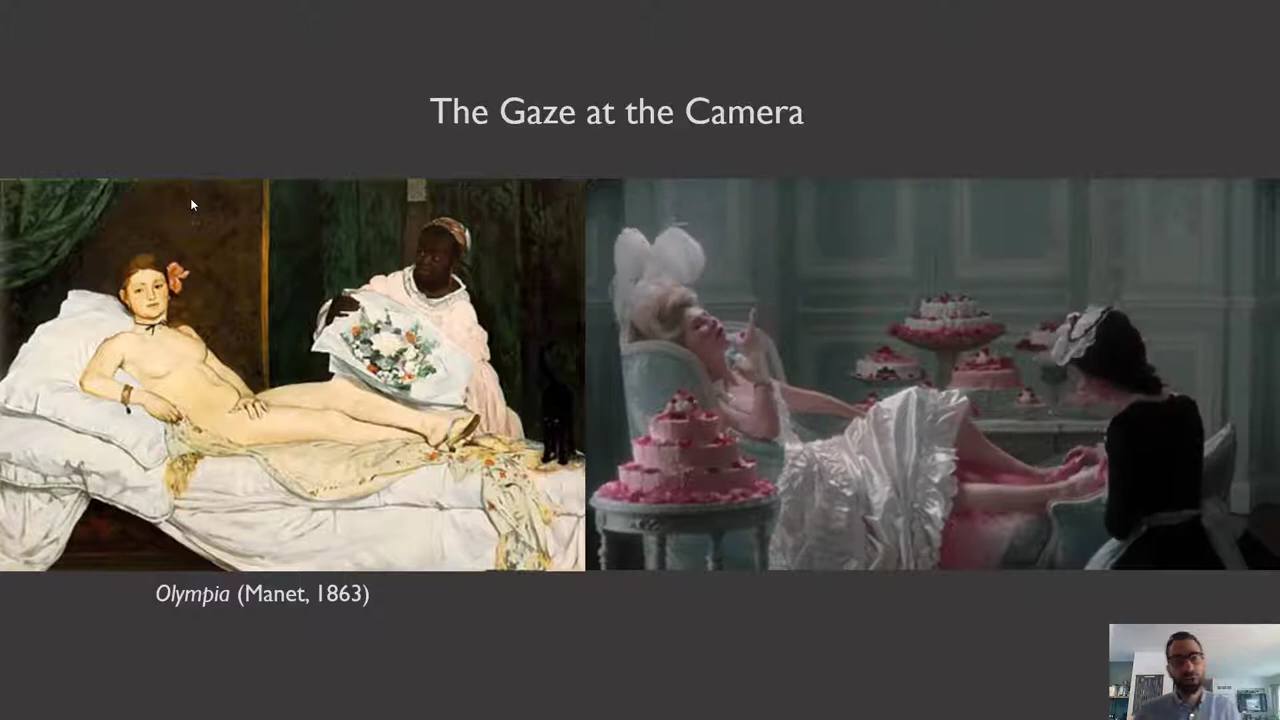 The Gaze at the Camera
Olympia (Manet, 1863)